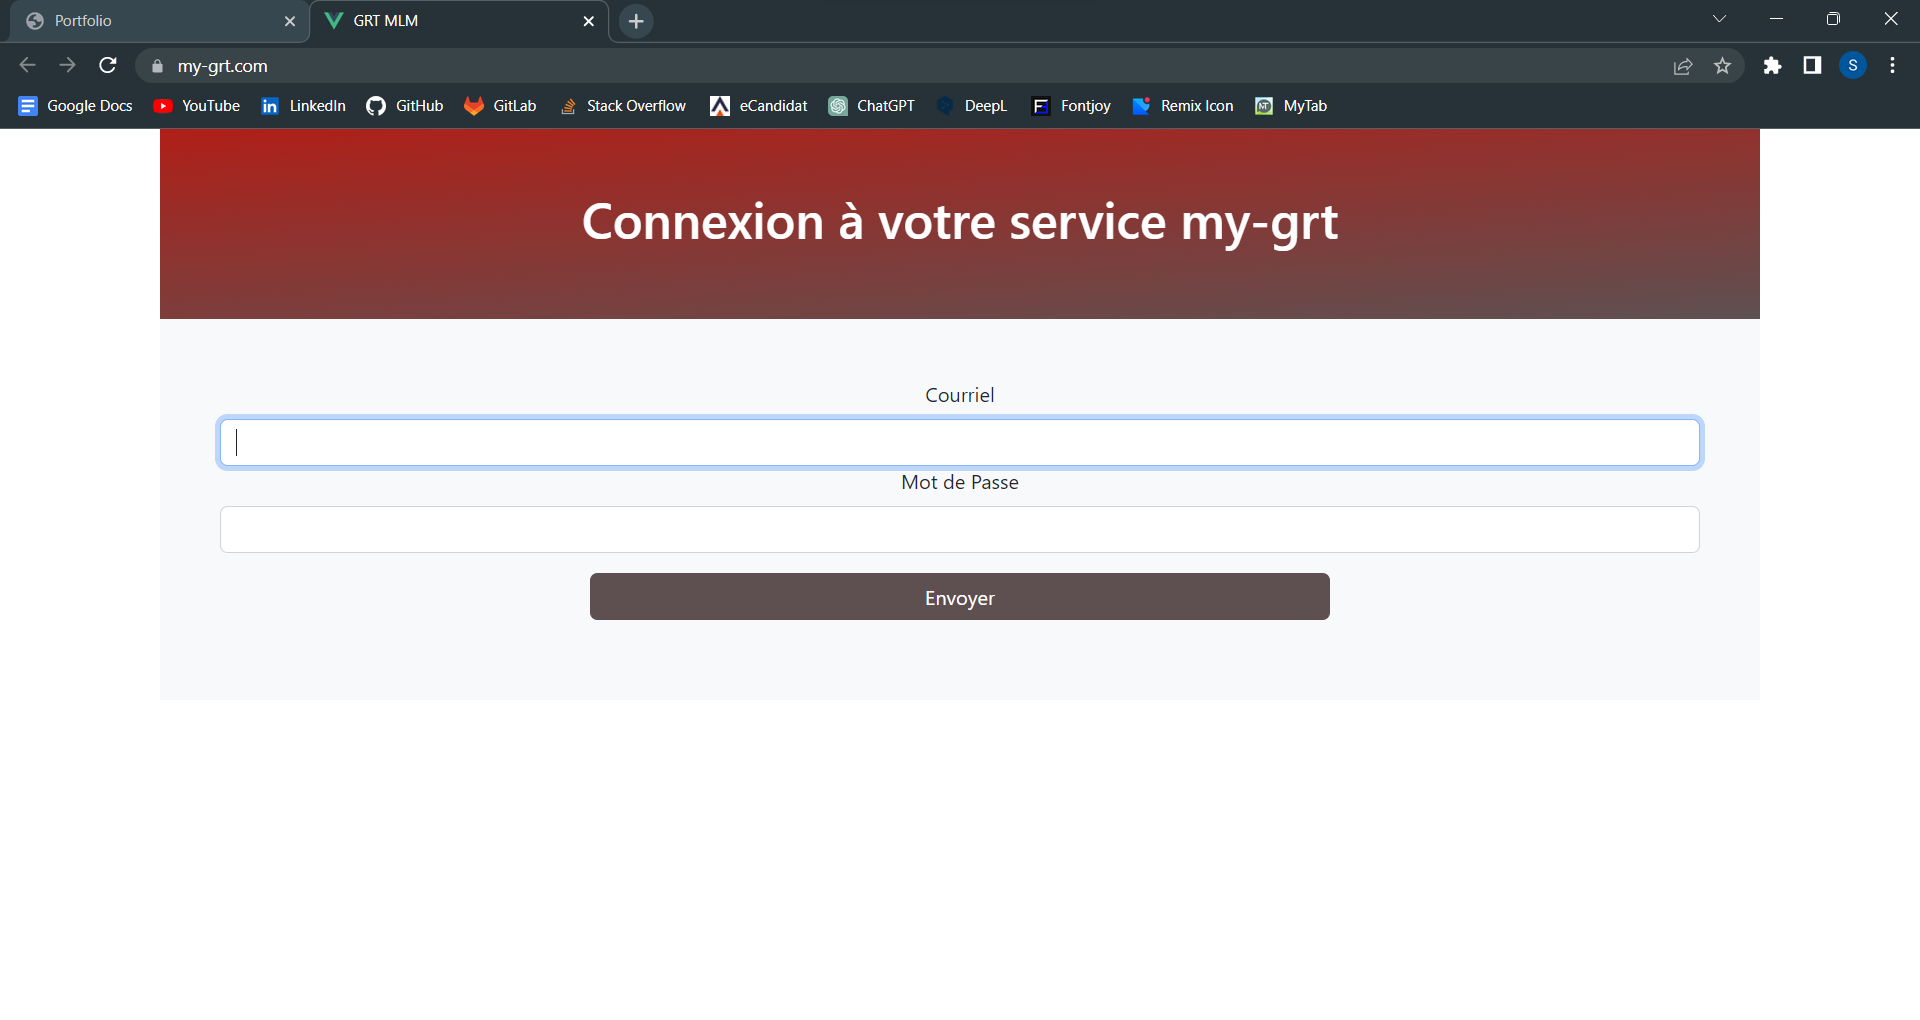 Portfolio
GRT MLM
my-grt.com
S
Google Docs
YouTube
LinkedIn
GitHub
GitLab
Stack Overflow
eCandidat
ChatGPT
DeepL
Fontjoy
Remix Icon
MyTab
Connexion à votre service my-grt
Courriel
Mot de Passe
Envoyer